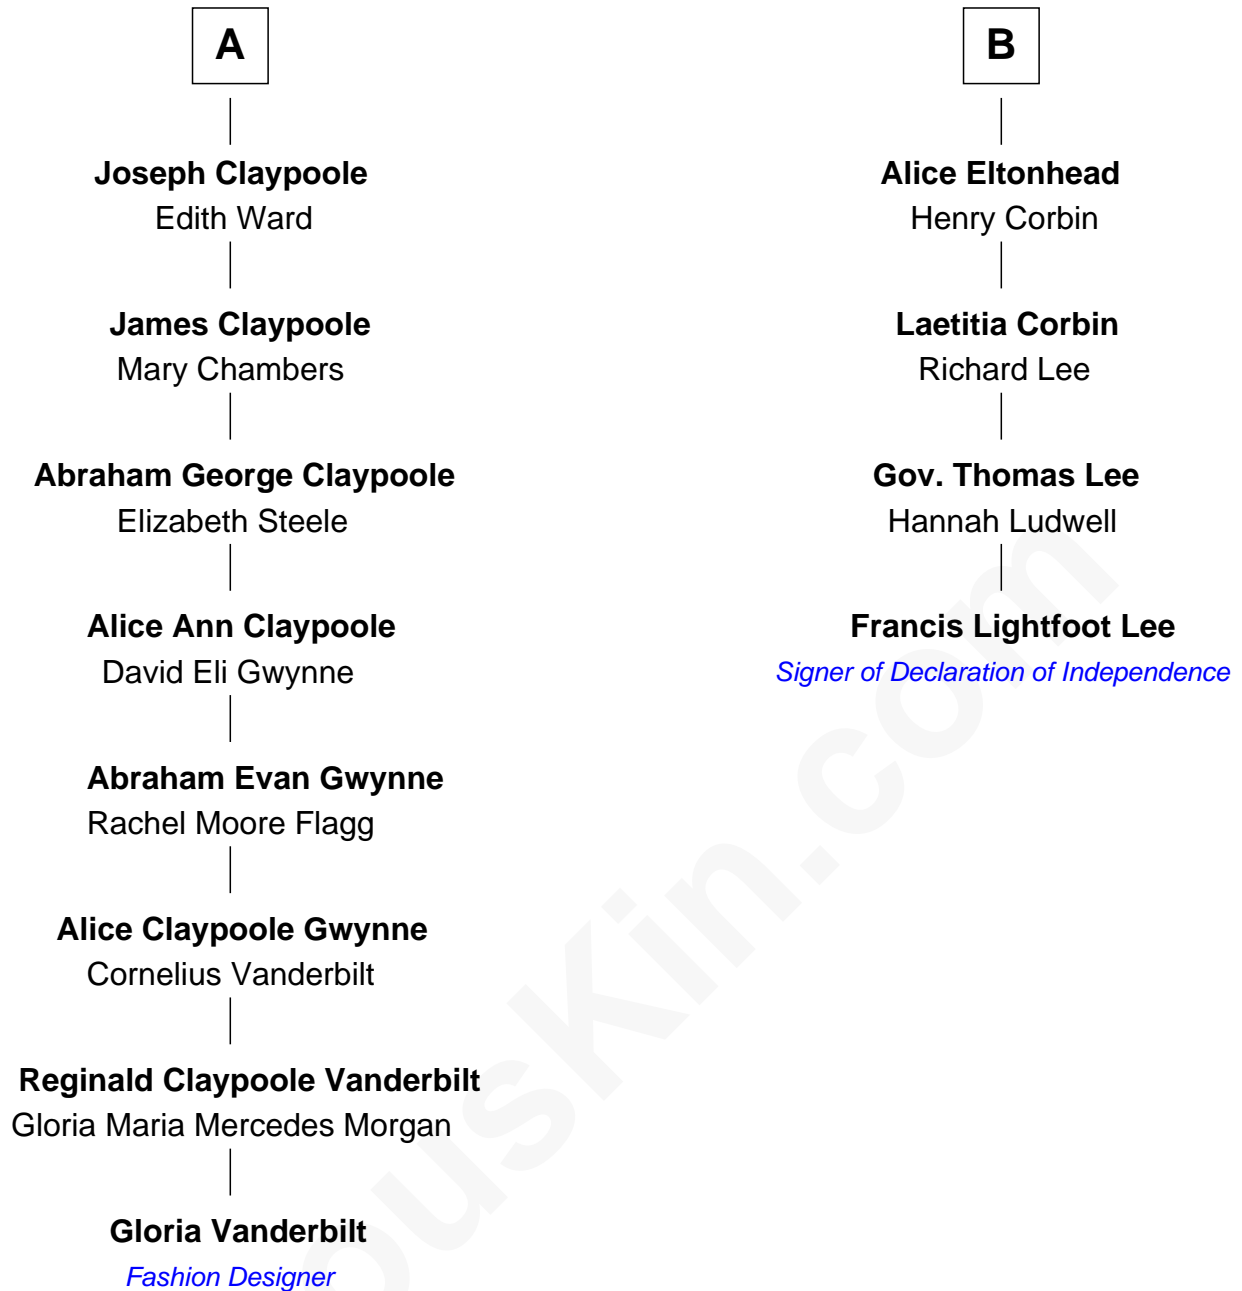 A
Joseph Claypoole
Edith Ward
James Claypoole
Mary Chambers
Abraham George Claypoole
Elizabeth Steele
Alice Ann Claypoole
David Eli Gwynne
Abraham Evan Gwynne
Rachel Moore Flagg
Alice Claypoole Gwynne
Cornelius Vanderbilt
Reginald Claypoole Vanderbilt
Gloria Maria Mercedes Morgan
Gloria Vanderbilt
Fashion Designer
B
Alice Eltonhead
Henry Corbin
Laetitia Corbin
Richard Lee
Gov. Thomas Lee
Hannah Ludwell
Francis Lightfoot Lee
Signer of Declaration of Independence
ousKin.com